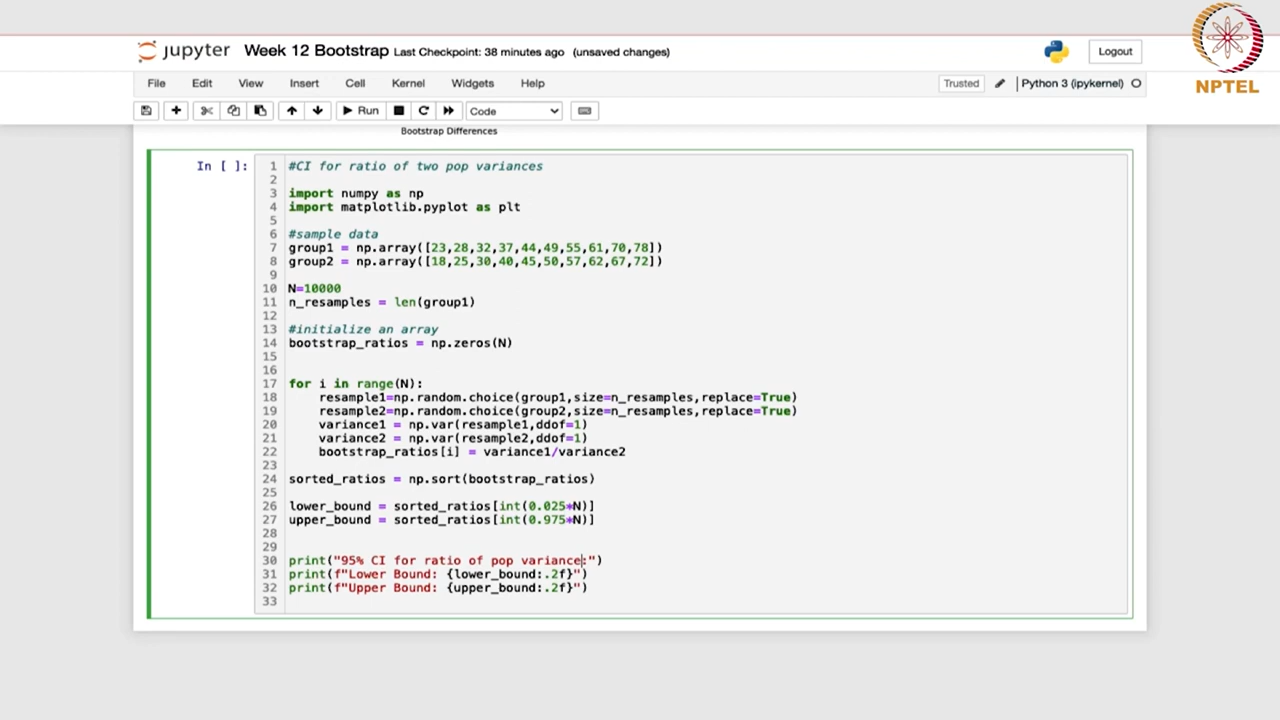 NPTEL
jupyter Week 12 Bootstrap Last Checkpoint: 38 minutes ago (unsaved changes)
Logout
File Edit View Insert Cell Kernel Widgets Help
Trusted Python 3 (ipykernel)
Run Code
Bootstrap Differences
In [ ]:
1 #CI for ratio of two pop variances
2
3 import numpy as np
4 import matplotlib.pyplot as plt
5
6 #sample data
7 group1 = np.array([23,28,32,37,44,49,55,61,70,78])
8 group2 = np.array([18,25,30,40,45,50,57,62,67,72])
9
10 N=10000
11 n_resamples = len(group1)
12
13 #initialize an array
14 bootstrap_ratios = np.zeros(N)
15
16
17 for i in range(N):
18 resample1=np.random.choice(group1,size=n_resamples,replace=True)
19 resample2=np.random.choice(group2,size=n_resamples,replace=True)
20 variance1 = np.var(resample1,ddof=1)
21 variance2 = np.var(resample2,ddof=1)
22 bootstrap_ratios[i] = variance1/variance2
23
24 sorted_ratios = np.sort(bootstrap_ratios)
25
26 lower_bound = sorted_ratios[int(0.025*N)]
27 upper_bound = sorted_ratios[int(0.975*N)]
28
29
30 print("95% CI for ratio of pop variance:")
31 print(f"Lower Bound: {lower_bound:.2f}")
32 print(f"Upper Bound: {upper_bound:.2f}")
33